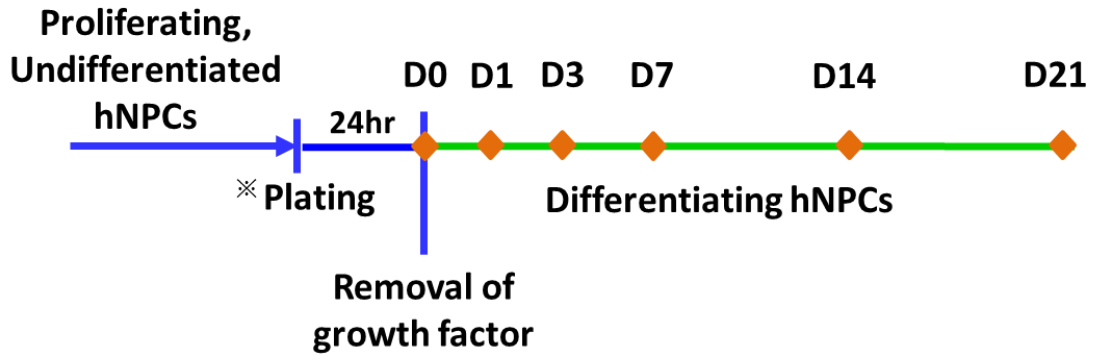 Proliferating,
Undifferentiated
hNPCs
24hr
D0 D1 D3 D7 D14 D21
※ Plating
Differentiating hNPCs
Removal of
growth factor